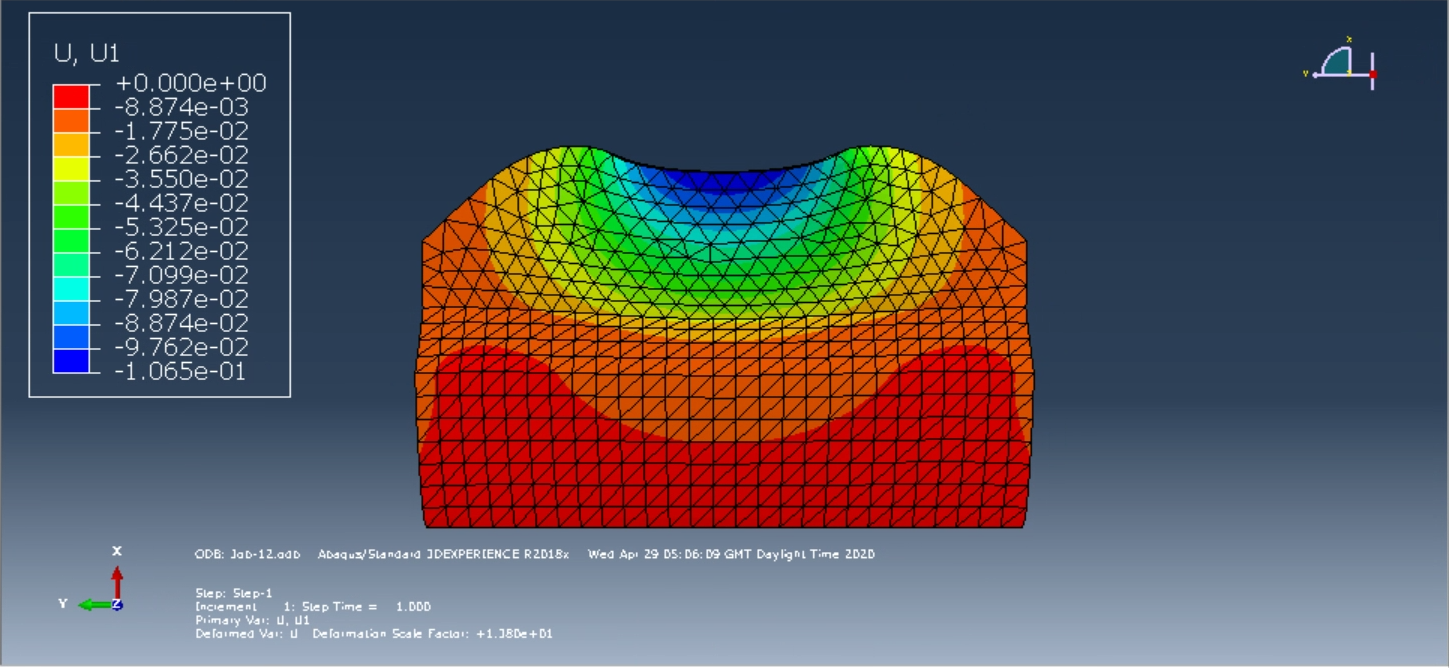 U, U1
+0.000e+00
-8.874e-03
-1.775e-02
-2.662e-02
-3.550e-02
-4.437e-02
-5.325e-02
-6.212e-02
-7.099e-02
-7.987e-02
-8.874e-02
-9.762e-02
-1.065e-01
X
Y
X
Y
Z
ODB: Job-12.odb Abaqus/Standard 3DEXPERIENCE R2018x Wed Apr 29 05:06:09 GMT Daylight Time 2020
Step: Step-1
Increment 1: Step Time = 1.000
Primary Var: U, U1
Deformed Var: U Deformation Scale Factor: +1.380e+01